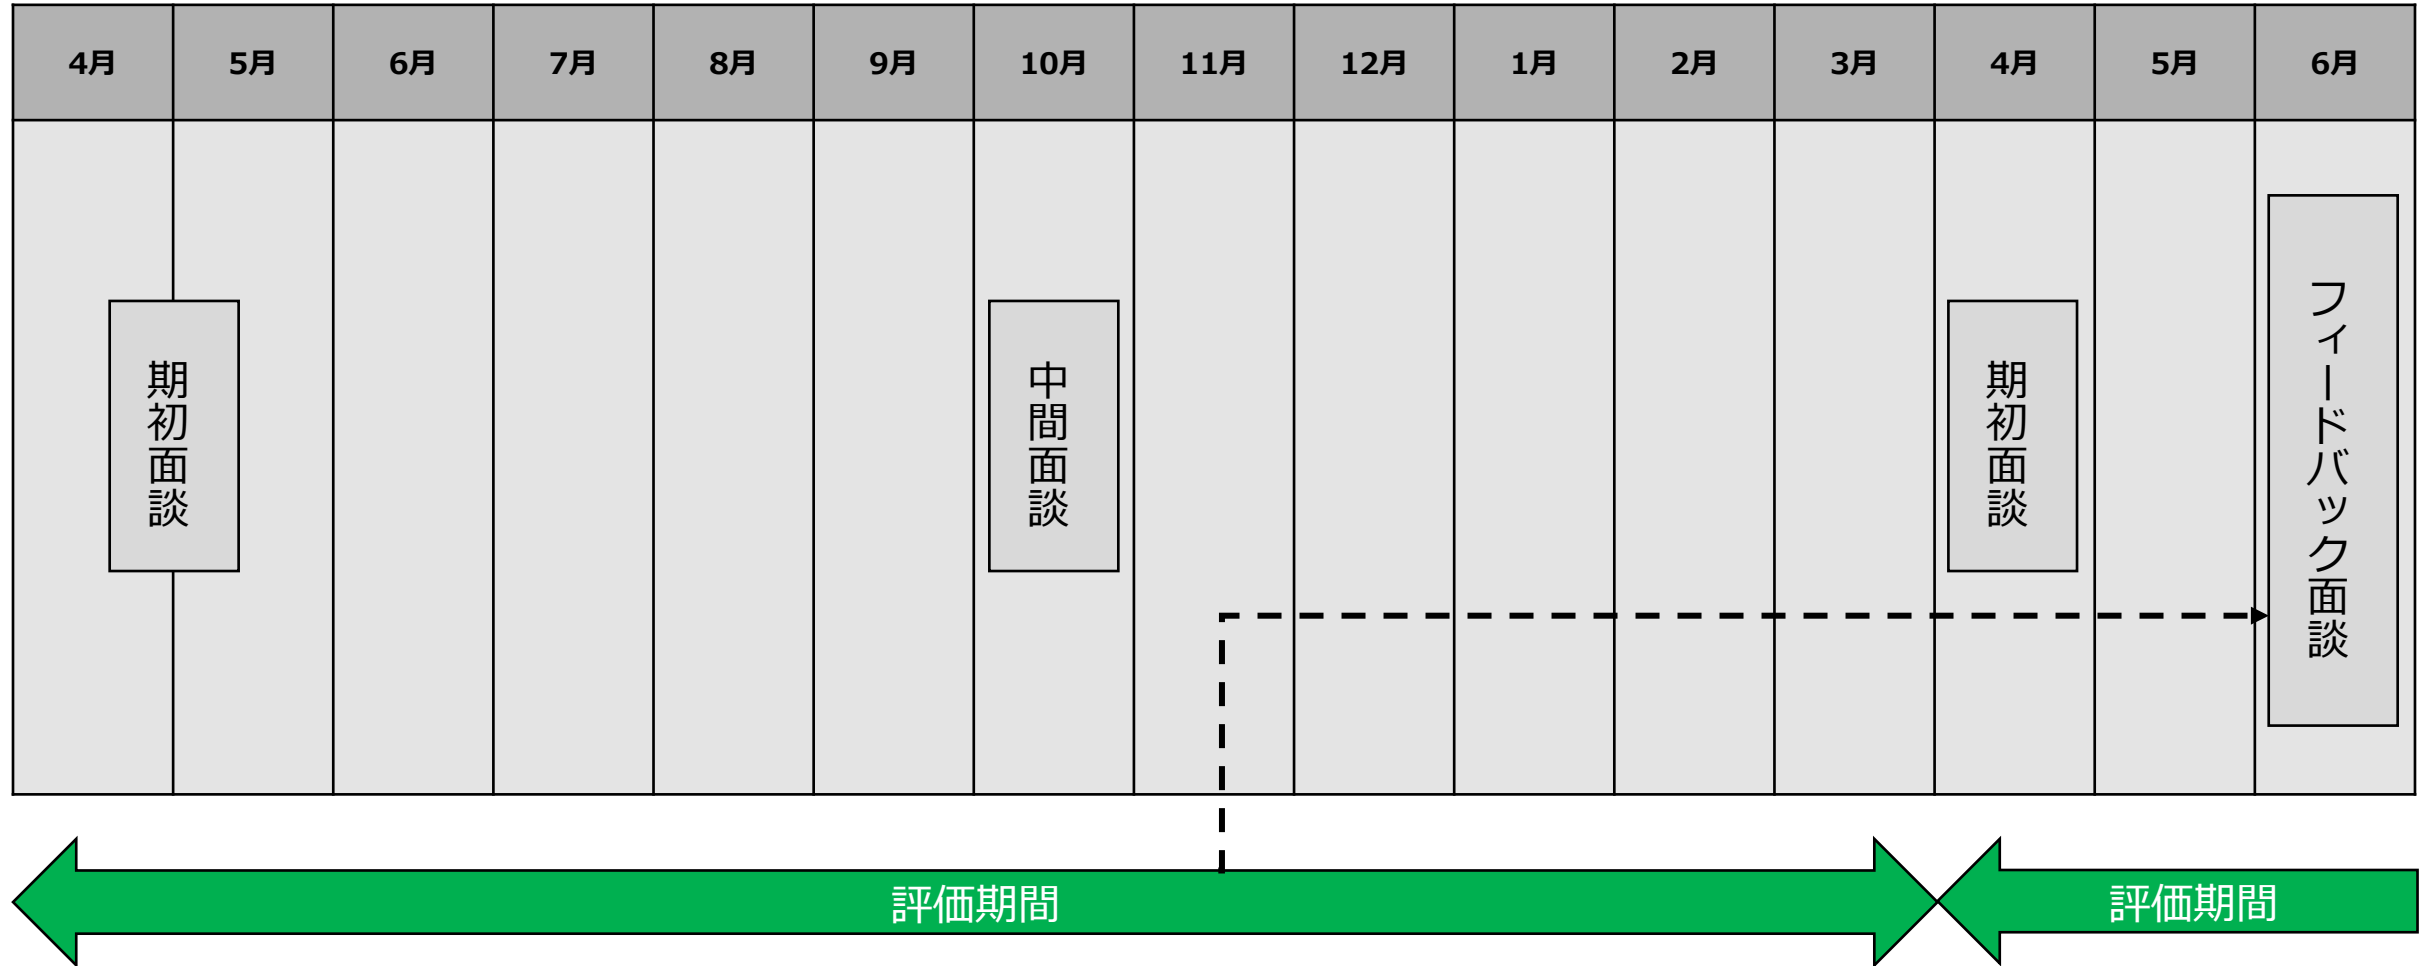 4月
5月
6月
7月
8月
9月
10月
11月
12月
1月
2月
3月
4月
5月
6月
期初面談
中間面談
期初面談
フィードバック面談
評価期間
評価期間